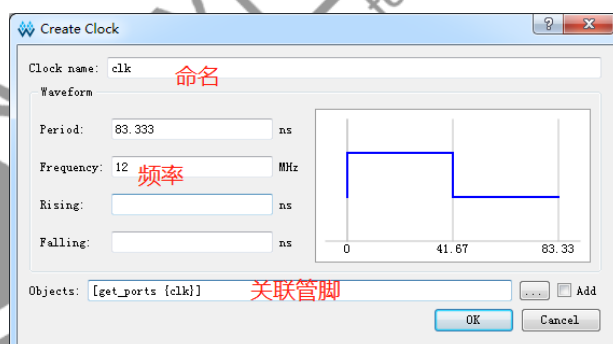 Create Clock
Clock name: clk
命名
Waveform
Period: 83.333 ns
Frequency: 12 MHz
频率
Rising: ns
Falling: ns
0 41.67 83.33
Objects: [get_ports {clk}] 关联管脚 ... Add
OK Cancel